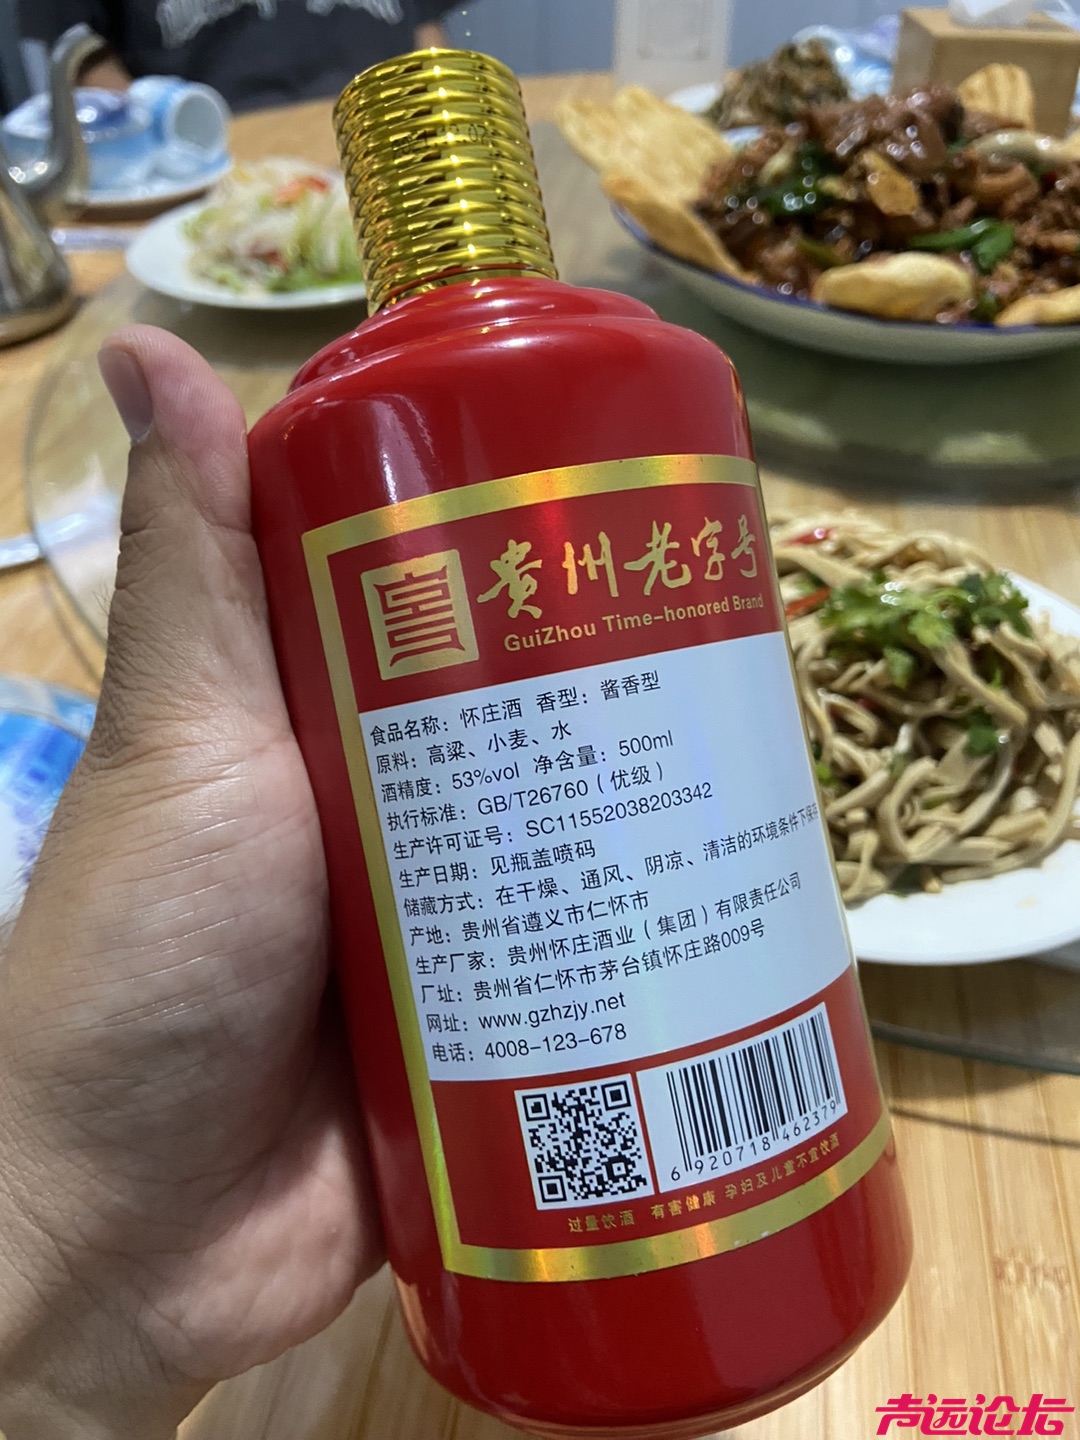 贵州老字号
GuiZhou Time-honored Brand
食品名称：怀庄酒 香型：酱香型
原料：高粱、小麦、水
酒精度：53%vol 净含量：500ml
执行标准：GB/T26760（优级）
生产许可证号：SC11552038203342
生产日期：见瓶盖喷码
储藏方式：在干燥、通风、阴凉、清洁的环境条件下保存
产地：贵州省遵义市仁怀市
生产厂家：贵州怀庄酒业（集团）有限责任公司
厂址：贵州省仁怀市茅台镇怀庄路009号
网址：www.gzhzjy.net
电话：4008-123-678
6 920718 462379
过量饮酒 有害健康 孕妇及儿童不宜饮酒
声远论坛